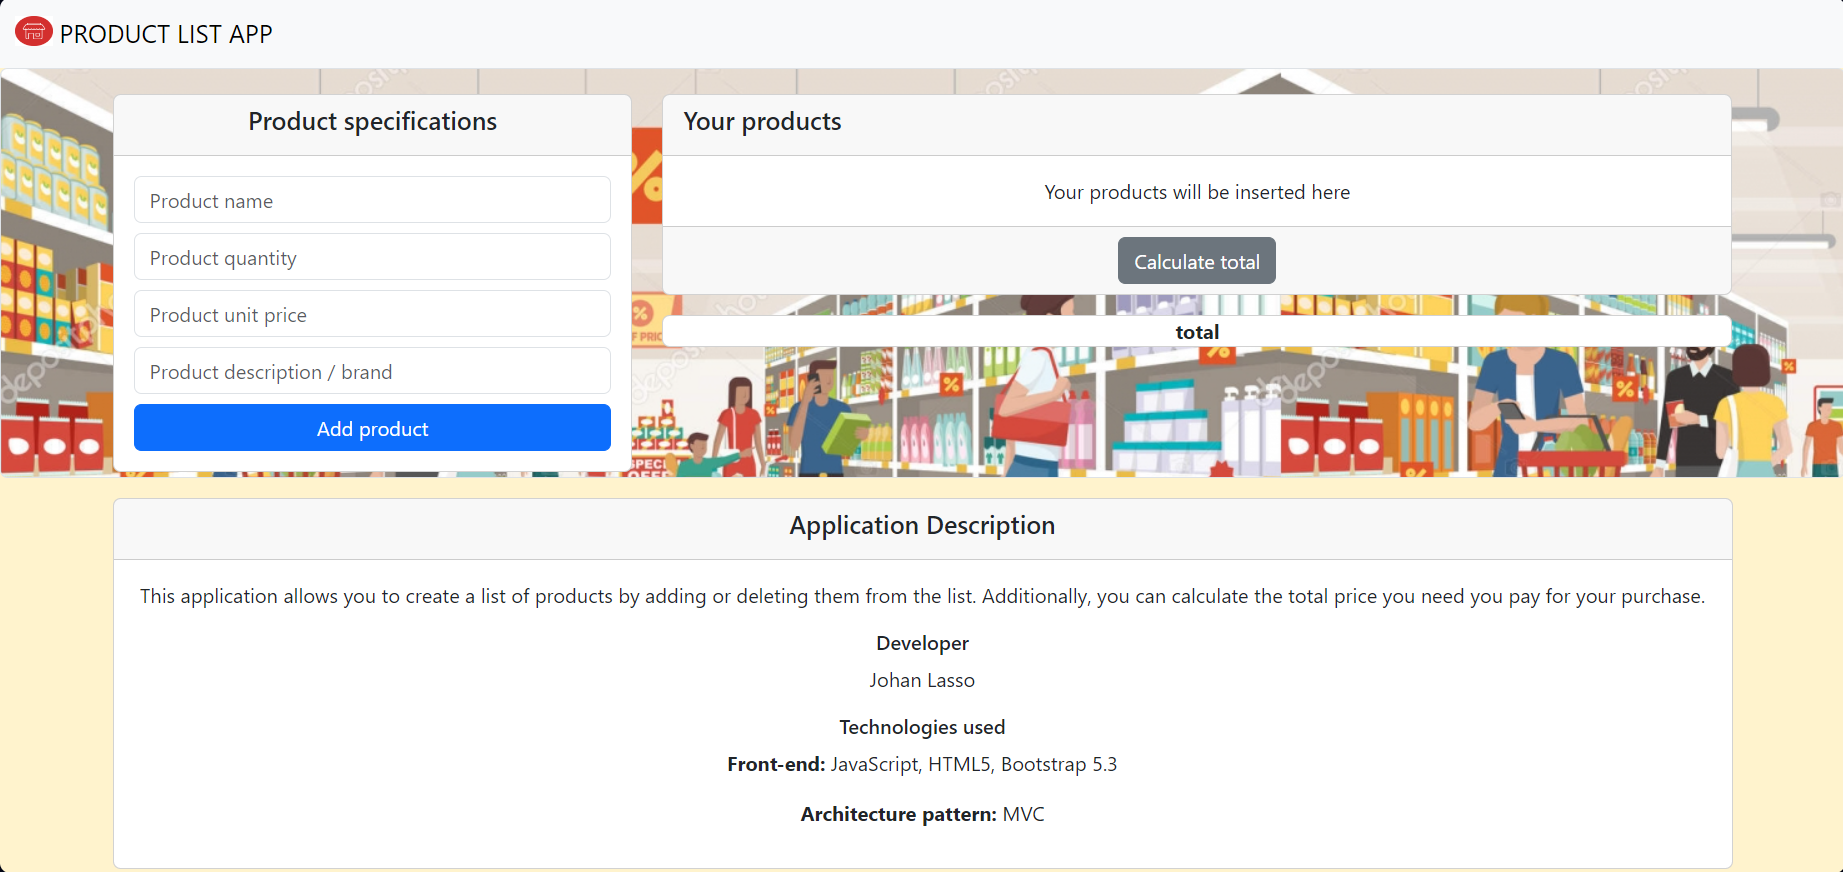 PRODUCT LIST APP
Product specifications
Product name
Product quantity
Product unit price
Product description / brand
Add product
Your products
Your products will be inserted here
Calculate total
total
Application Description
This application allows you to create a list of products by adding or deleting them from the list. Additionally, you can calculate the total price you need you pay for your purchase.
Developer
Johan Lasso
Technologies used
Front-end: JavaScript, HTML5, Bootstrap 5.3
Architecture pattern: MVC